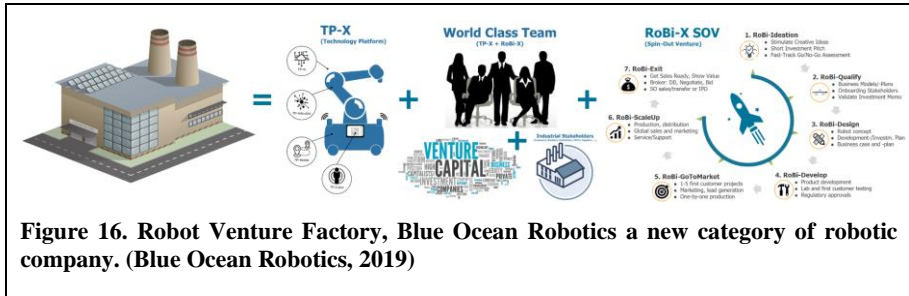 TP-X
(Technology Platform)
World Class Team
(TP-X + RoBi-X)
RoBi-X SOV
(Spin-Out Venture)
1. RoBi-Ideation
• Stimulate Creative Ideas
• Short Investment Pitch
• Fast-Track Go/No-Go Assessment
7. RoBi-Exit
• Get Sales Ready, Show Value
• Broker: DD, Negotiate, Bid
• SO sales/transfer or IPO
2. RoBi-Qualify
• Business Models/-Plans
• Onboarding Stakeholders
• Validate Investment Memo
=
+
+
6. RoBi-ScaleUp
• Production, distribution
• Global sales and marketing
• Service/Support
3. RoBi-Design
• Robot concept
• Development-/Investm. Plan
• Business case and -plan
+
Industrial Stakeholders
VENTURE
CAPITAL
INVESTMENT
COMPANIES
BUSINESS
PRIVATE
5. RoBi-GoToMarket
• 1-5 first customer projects
• Marketing, lead generation
• One-to-one production
4. RoBi-Develop
• Product development
• Lab and first customer testing
• Regulatory approvals
Figure 16. Robot Venture Factory, Blue Ocean Robotics a new category of robotic
company. (Blue Ocean Robotics, 2019)